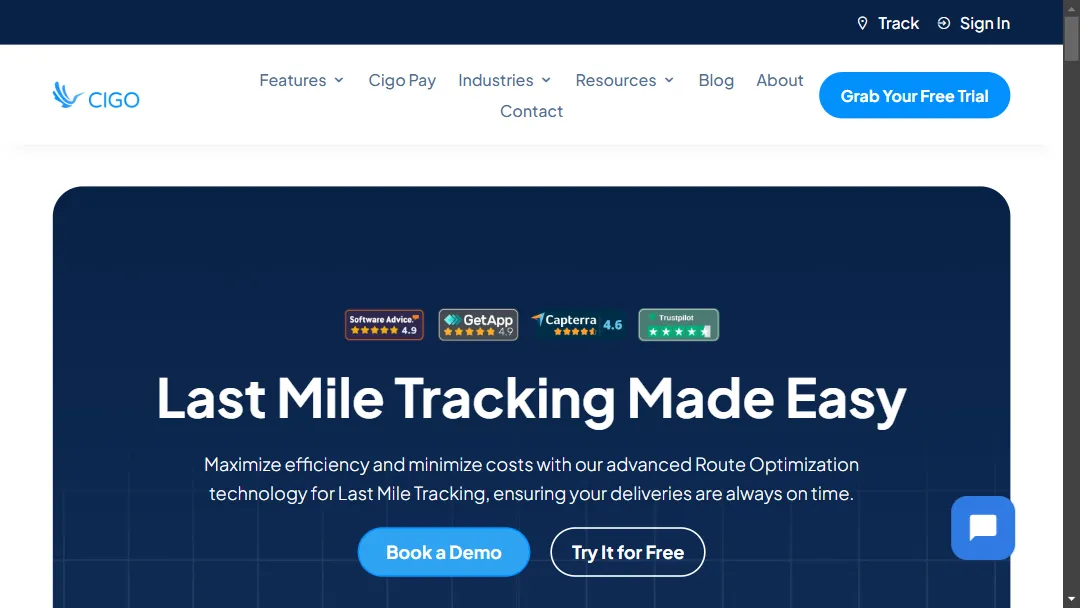 Track Sign In
Features Cigo Pay Industries Resources Blog About
Contact
CIGO
Grab Your Free Trial
Software Advice. 4.9
GetApp 4.9
Capterra 4.6
Trustpilot
Last Mile Tracking Made Easy
Maximize efficiency and minimize costs with our advanced Route Optimization
technology for Last Mile Tracking, ensuring your deliveries are always on time.
Book a Demo Try It for Free